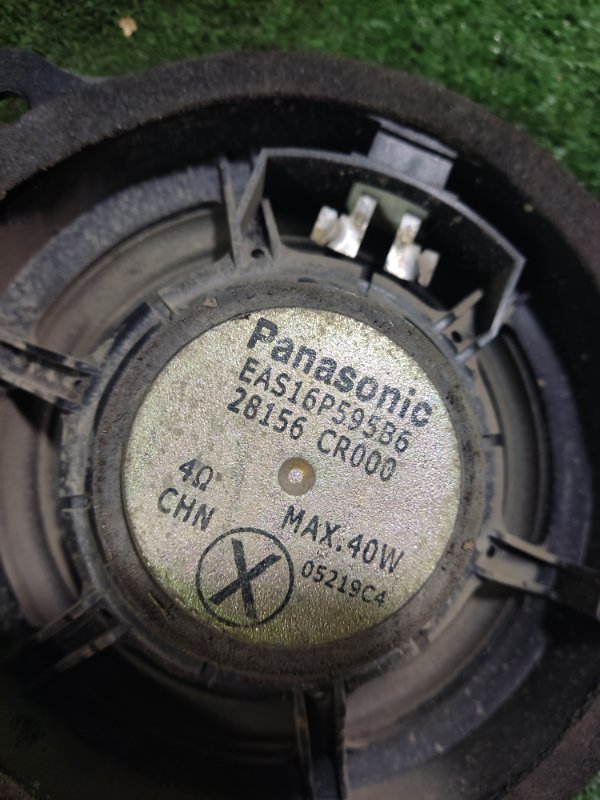 Panasonic
EAS16P595B6
28156 CR000
4Ω MAX.40W
CHN
X
05219C4